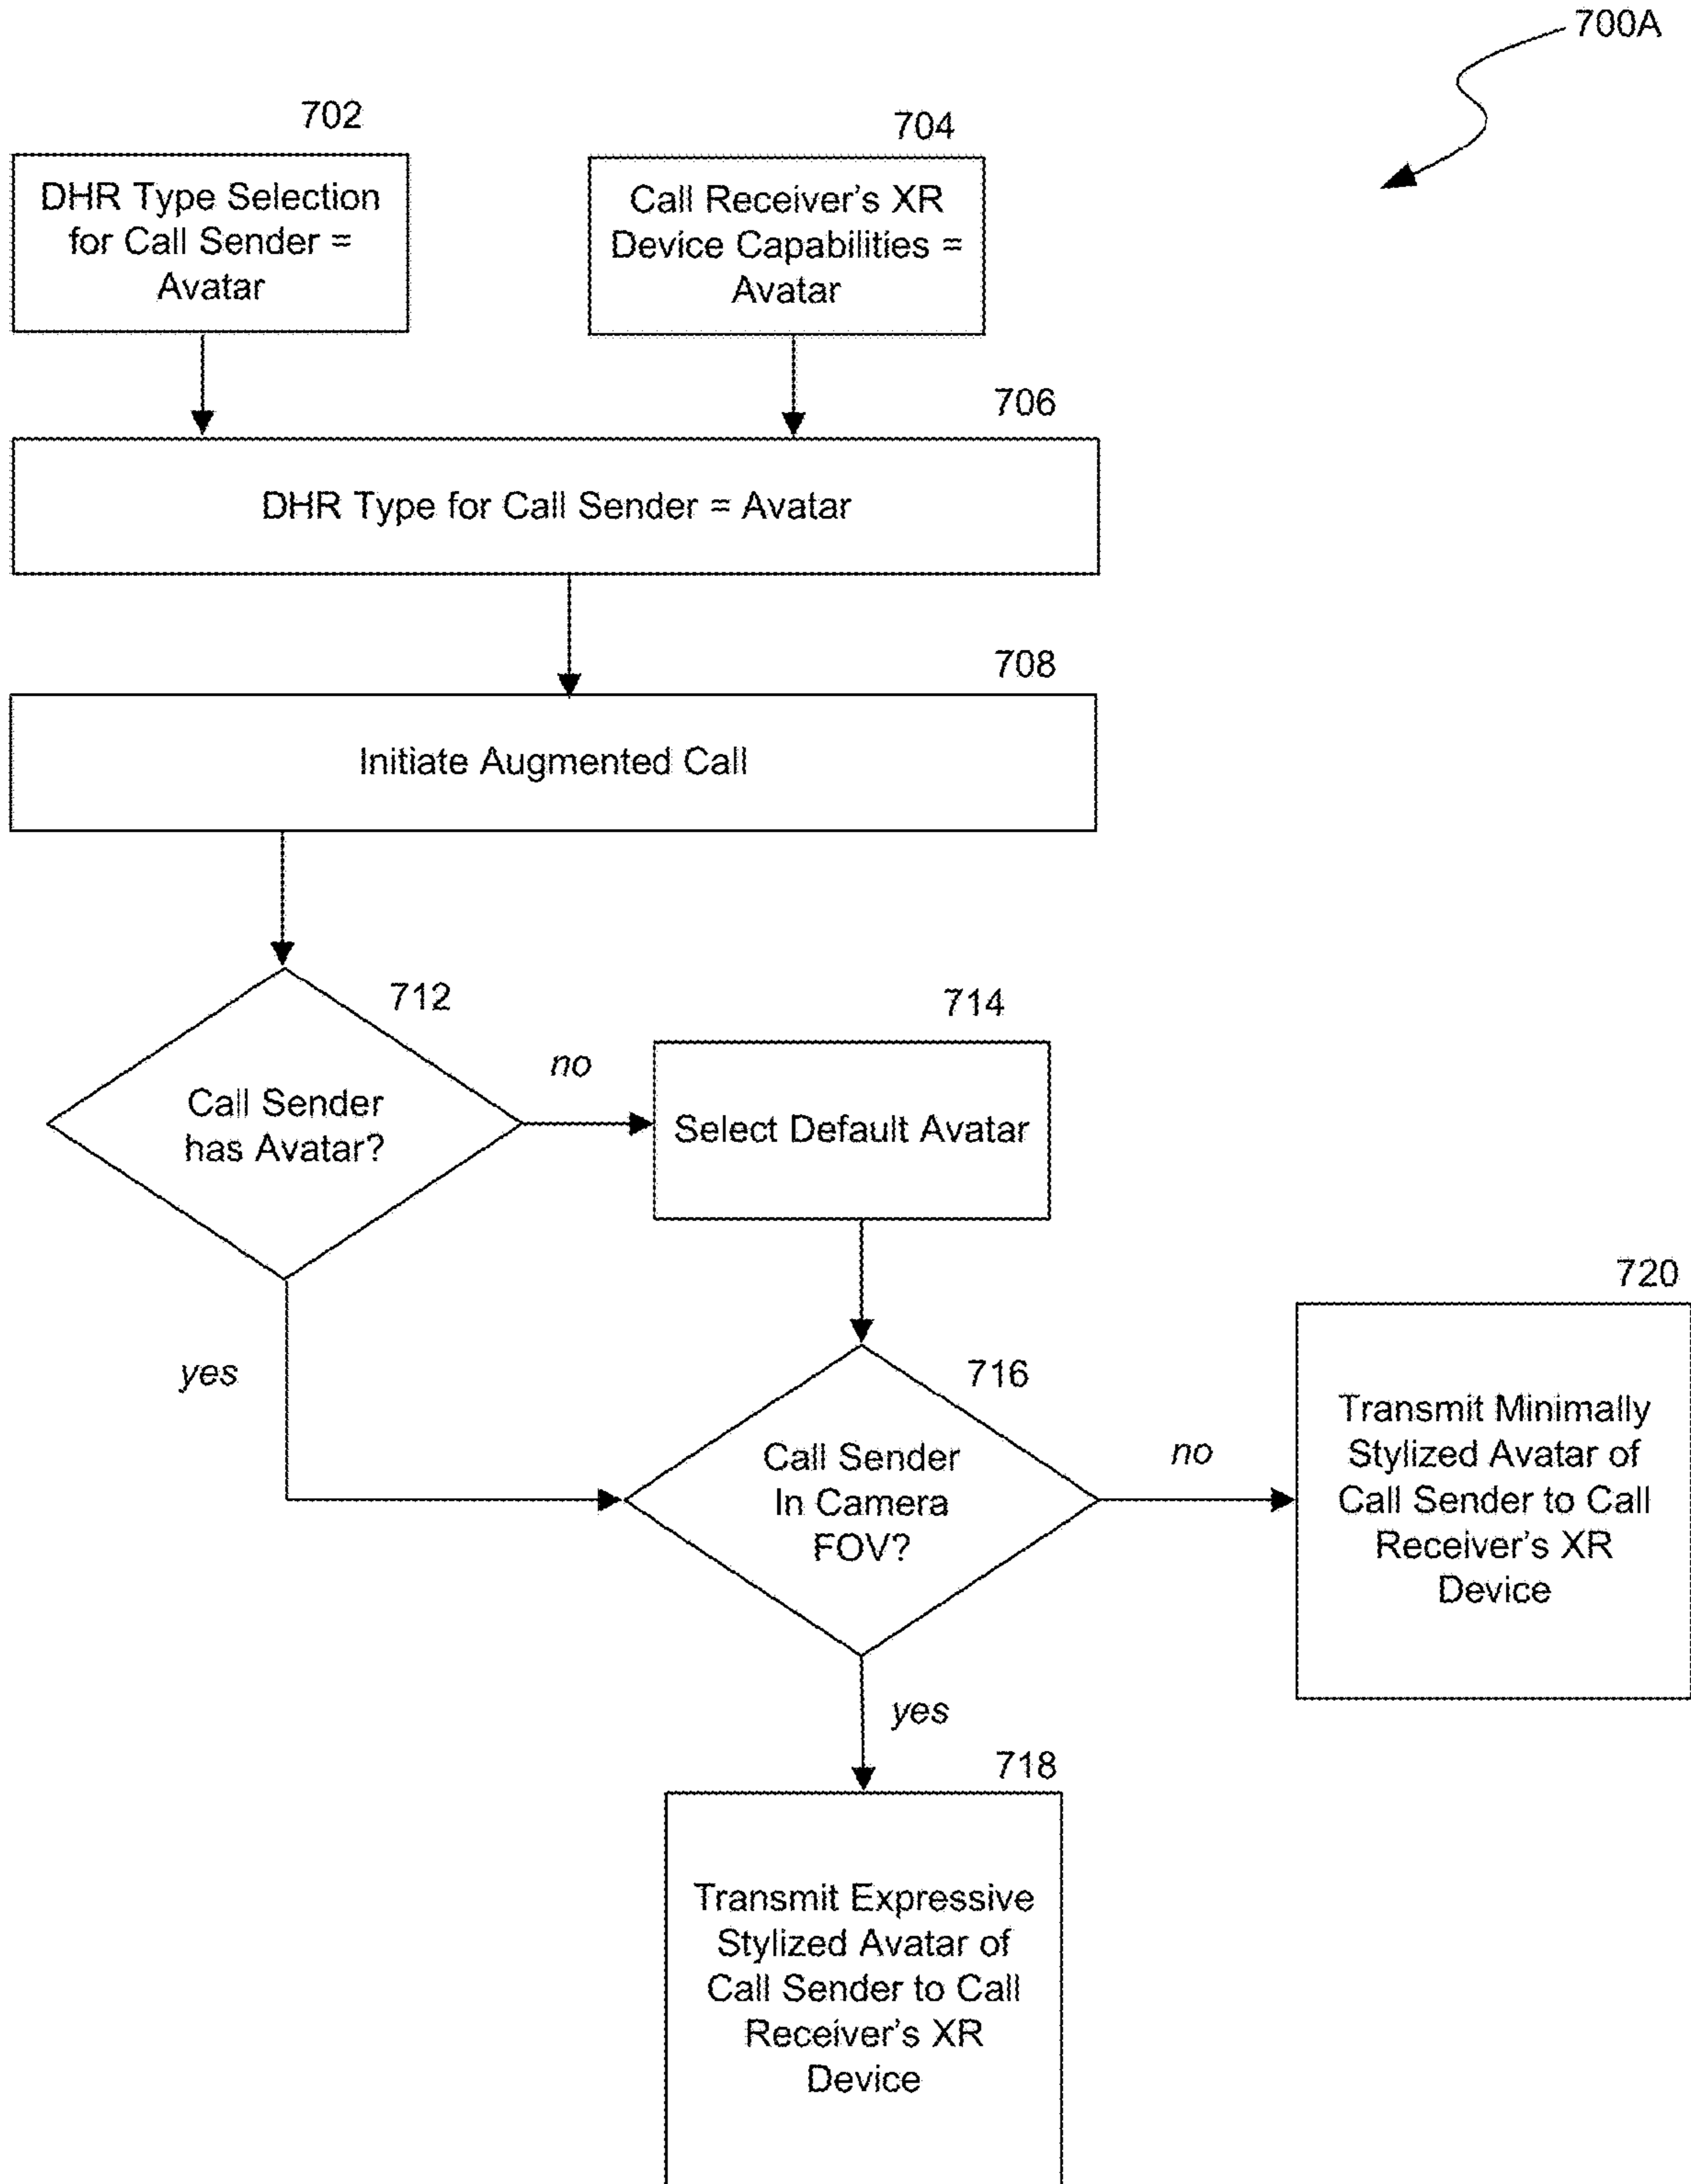 700A
702
DHR Type Selection
for Call Sender =
Avatar
704
Call Receiver's XR
Device Capabilities =
Avatar
706
DHR Type for Call Sender = Avatar
708
Initiate Augmented Call
712
Call Sender
has Avatar?
no
714
Select Default Avatar
yes
716
Call Sender
In Camera
FOV?
no
720
Transmit Minimally
Stylized Avatar of
Call Sender to Call
Receiver's XR
Device
yes
718
Transmit Expressive
Stylized Avatar of
Call Sender to Call
Receiver's XR
Device